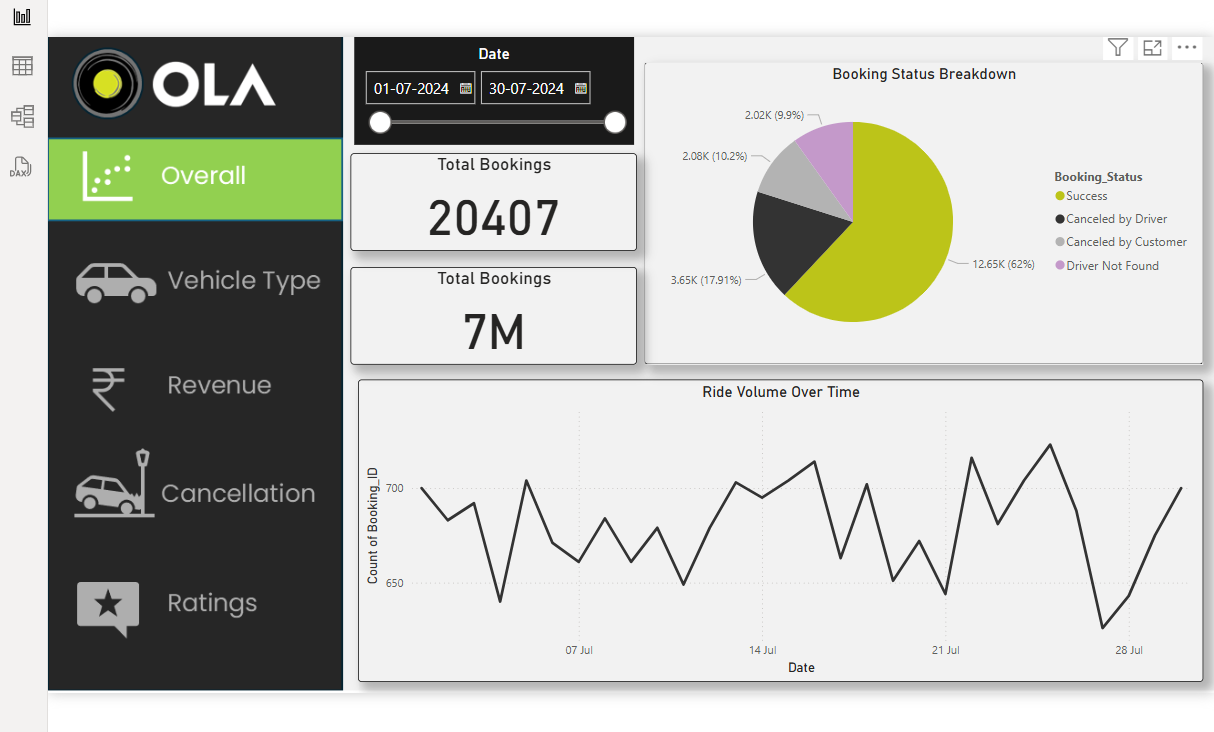 DAX
OLA
Overall
Vehicle Type
Revenue
Cancellation
Ratings
Date
01-07-2024
30-07-2024
Total Bookings
20407
Total Bookings
7M
Booking Status Breakdown
2.02K (9.9%)
2.08K (10.2%)
3.65K (17.91%)
12.65K (62%)
Booking_Status
Success
Canceled by Driver
Canceled by Customer
Driver Not Found
Ride Volume Over Time
Count of Booking_ID
700
650
07 Jul
14 Jul
21 Jul
28 Jul
Date